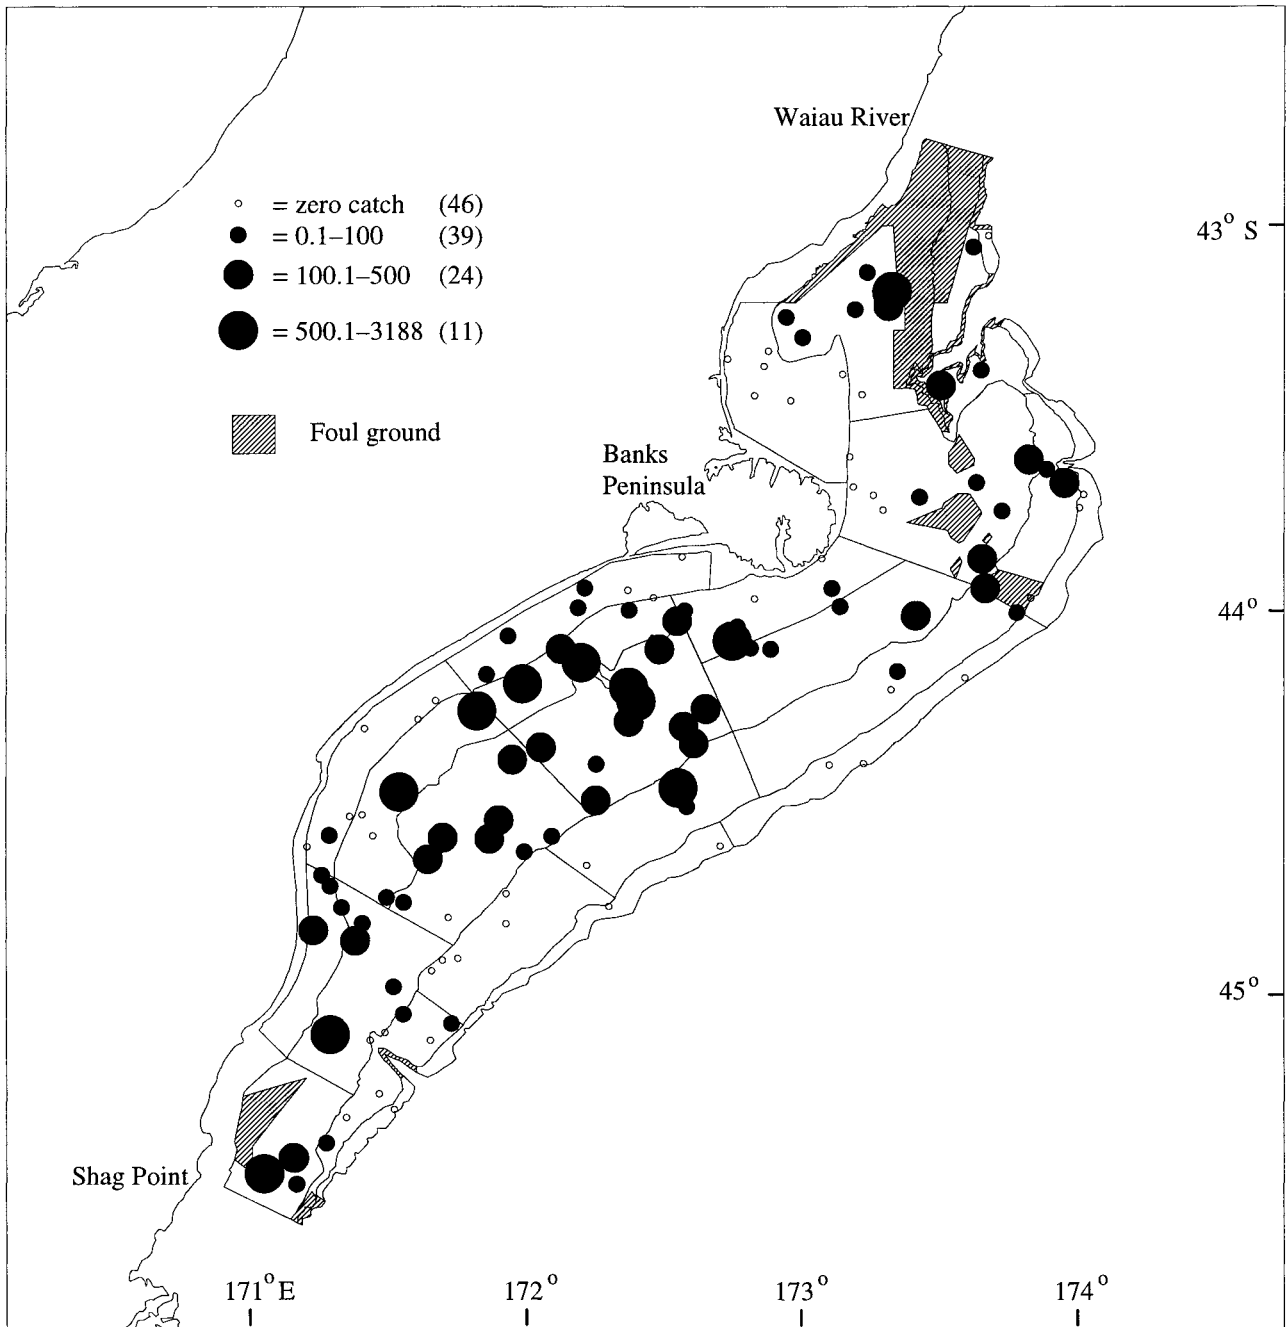 Waiau River
= zero catch (46)
= 0.1–100 (39)
= 100.1–500 (24)
= 500.1–3188 (11)
Foul ground
43° S
Banks
Peninsula
44°
45°
Shag Point
171° E
172°
173°
174°